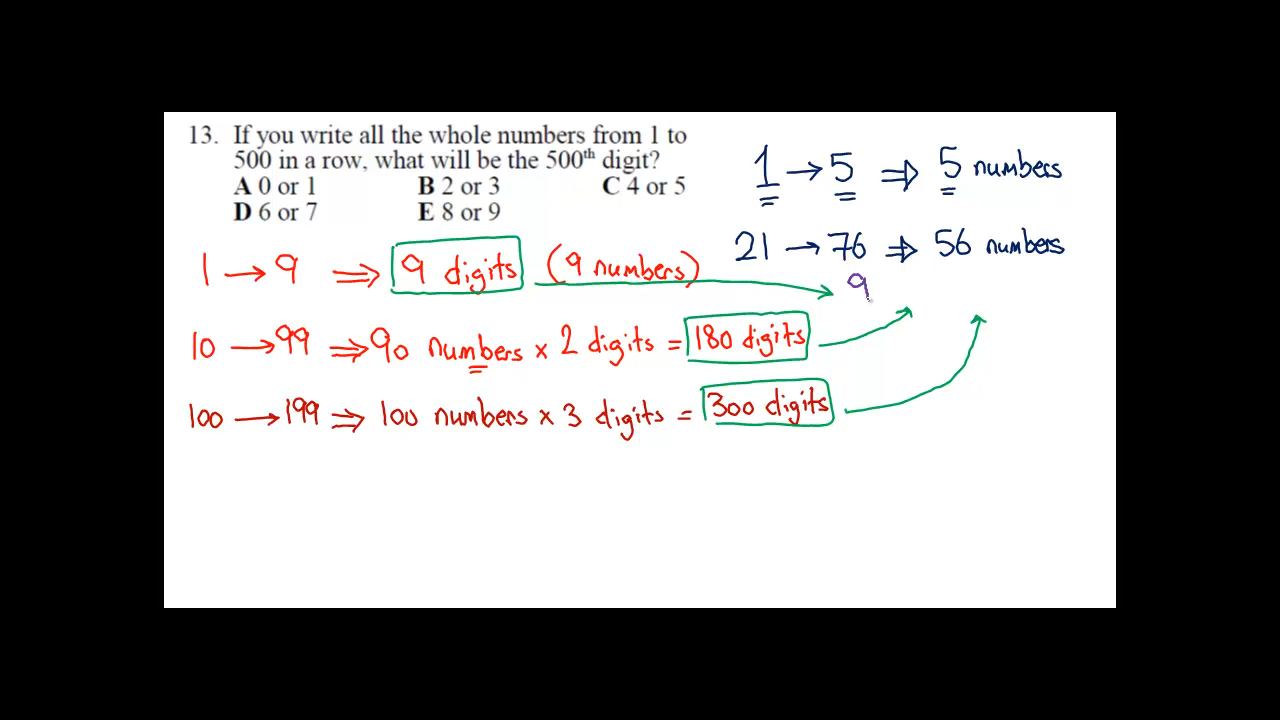 13. If you write all the whole numbers from 1 to
500 in a row, what will be the 500th digit?
A 0 or 1 B 2 or 3 C 4 or 5
D 6 or 7 E 8 or 9
1 → 5 ⇒ 5 numbers
21 → 76 ⇒ 56 numbers
1 → 9 ⇒ 9 digits (9 numbers)
9
10 → 99 ⇒ 90 numbers × 2 digits = 180 digits
100 → 199 ⇒ 100 numbers × 3 digits = 300 digits